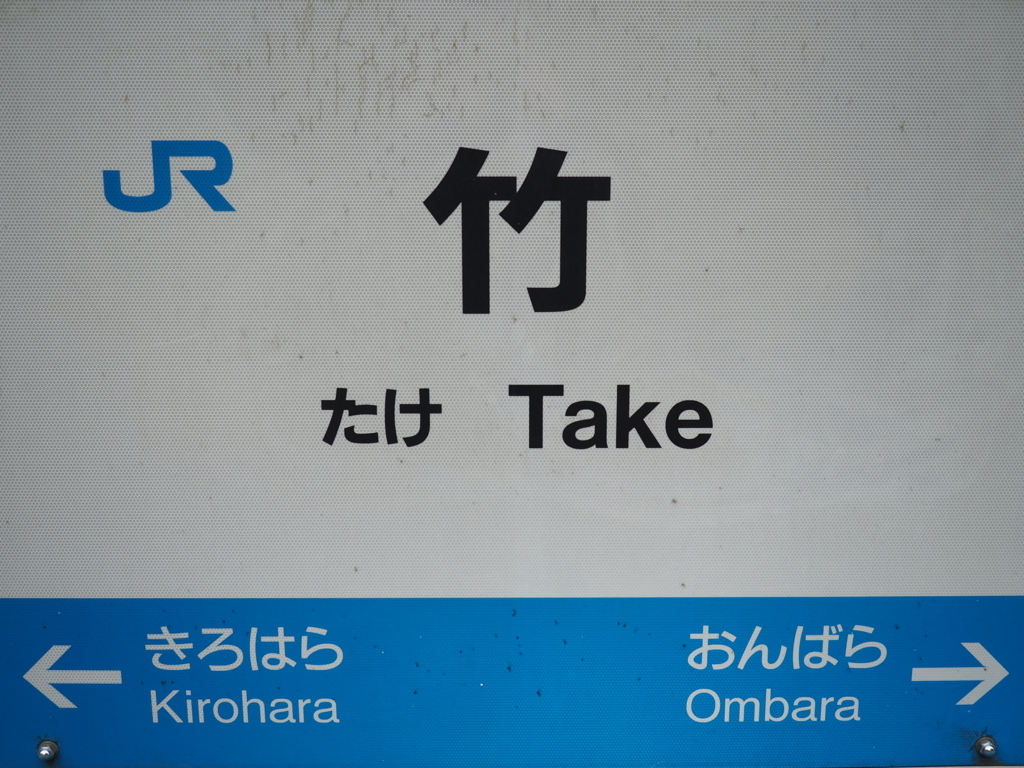 JR
竹
たけ Take
きろはら
Kirohara
おんばら
Ombara